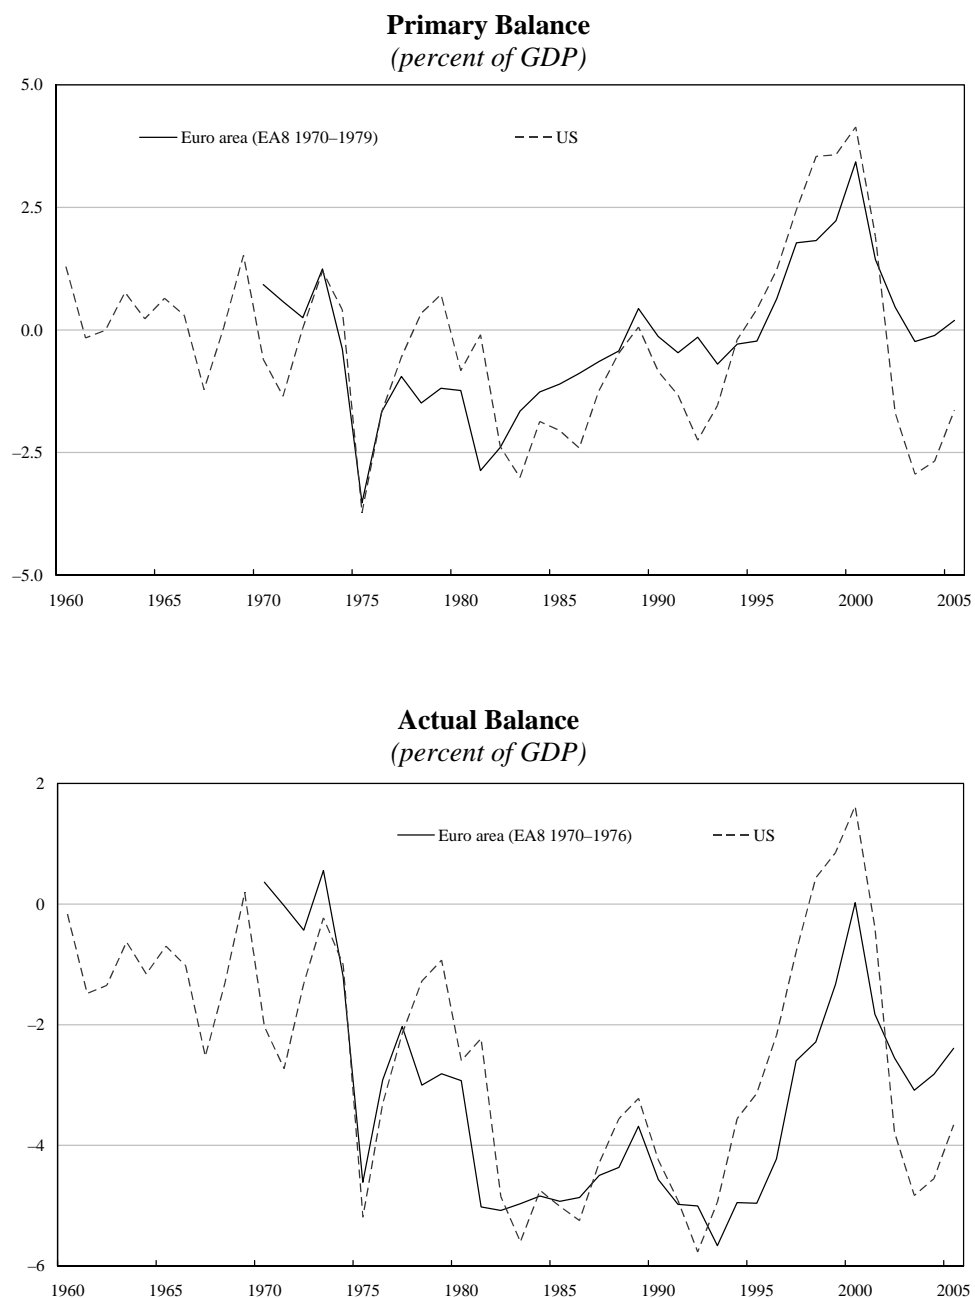 Primary Balance
(percent of GDP)
5.0
Euro area (EA8 1970–1979)
US
2.5
0.0
–2.5
–5.0
1960 1965 1970 1975 1980 1985 1990 1995 2000 2005
Actual Balance
(percent of GDP)
2
Euro area (EA8 1970–1976)
US
0
–2
–4
–6
1960 1965 1970 1975 1980 1985 1990 1995 2000 2005